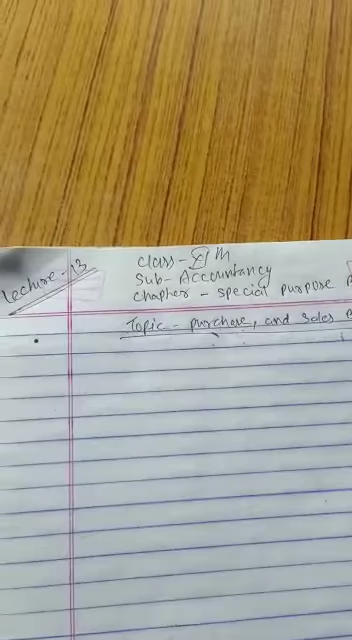 Lecture - 13
class - XI th
Sub - Accountancy
chapter - special purpose
Topic - purchase, and sales